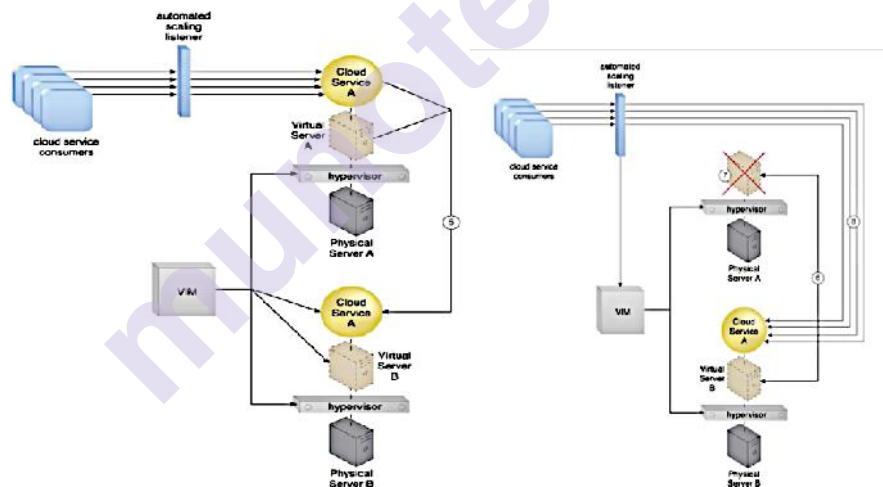 automated
scaling
listener
Cloud
Service
A
cloud service
consumers
Virtual
Server
A
hypervisor
Physical
Server A
5
VIM
Cloud
Service
A
Virtual
Server
B
hypervisor
Physical
Server B
automated
scaling
listener
cloud service
consumers
7
hypervisor
Physical
Server A
8
6
VIM
Cloud
Service
A
Virtual
Server
B
hypervisor
Physical
Server B
munote